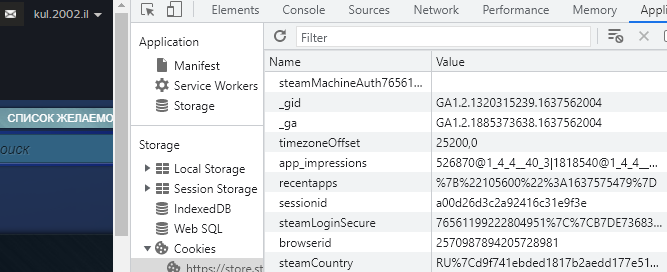 kul.2002.il
СПИСОК ЖЕЛАЕМО
оиск
Elements
Console
Sources
Network
Performance
Memory
Appli
Application
Manifest
Service Workers
Storage
Storage
Local Storage
Session Storage
IndexedDB
Web SQL
Cookies
https://store.st
Filter
Name Value
steamMachineAuth76561...
_gid GA1.2.1320315239.1637562004
_ga GA1.2.1885373638.1637562004
timezoneOffset 25200,0
app_impressions 526870@1_4_4__40_3|1818540@1_4_4__...
recentapps %7B%22105600%22%3A1637575479%7D
sessionid a00d26d3c2a92416c31e9f3e
steamLoginSecure 76561199222804951%7C%7CB7DE73683...
browserid 2570987894205728981
steamCountry RU%7Cd9f741ebded1817b2aedd177e51...